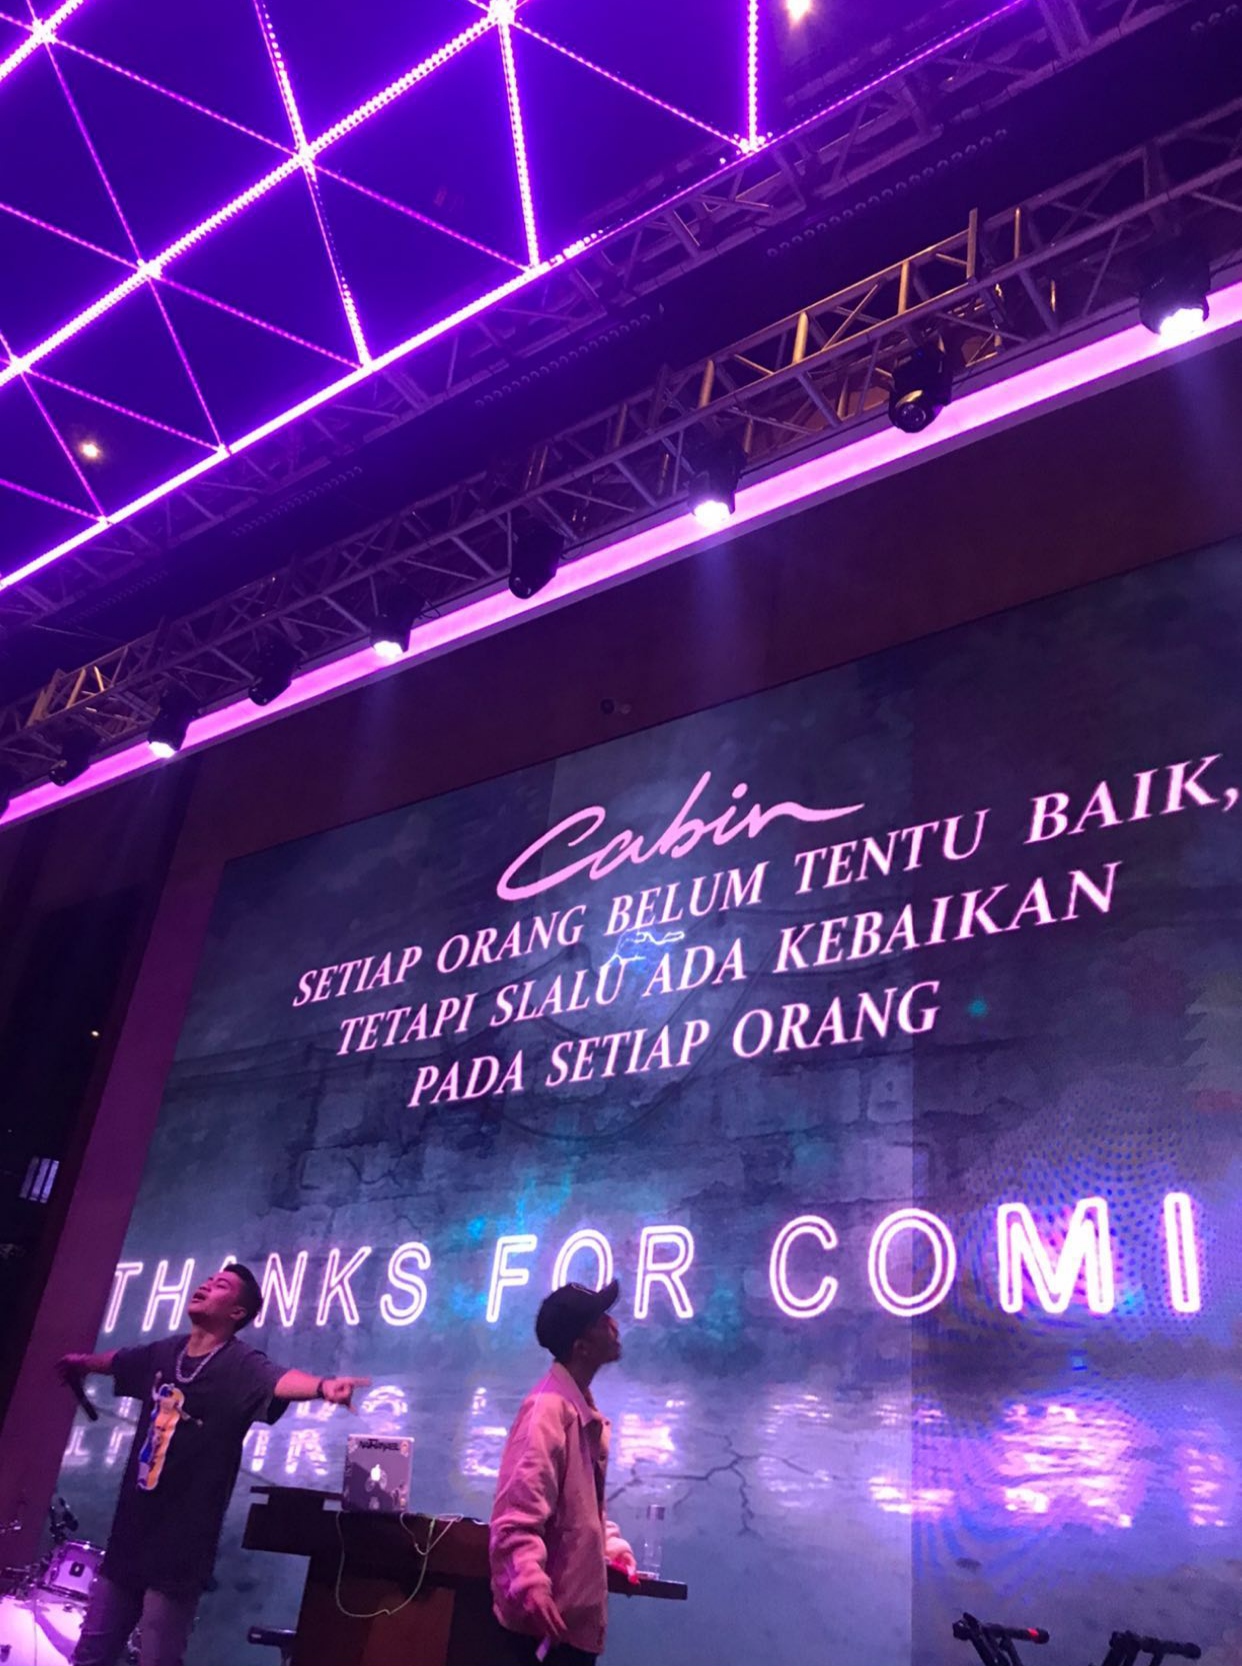 Cabin
SETIAP ORANG BELUM TENTU BAIK,
TETAPI SLALU ADA KEBAIKAN
PADA SETIAP ORANG
THANKS FOR COMI